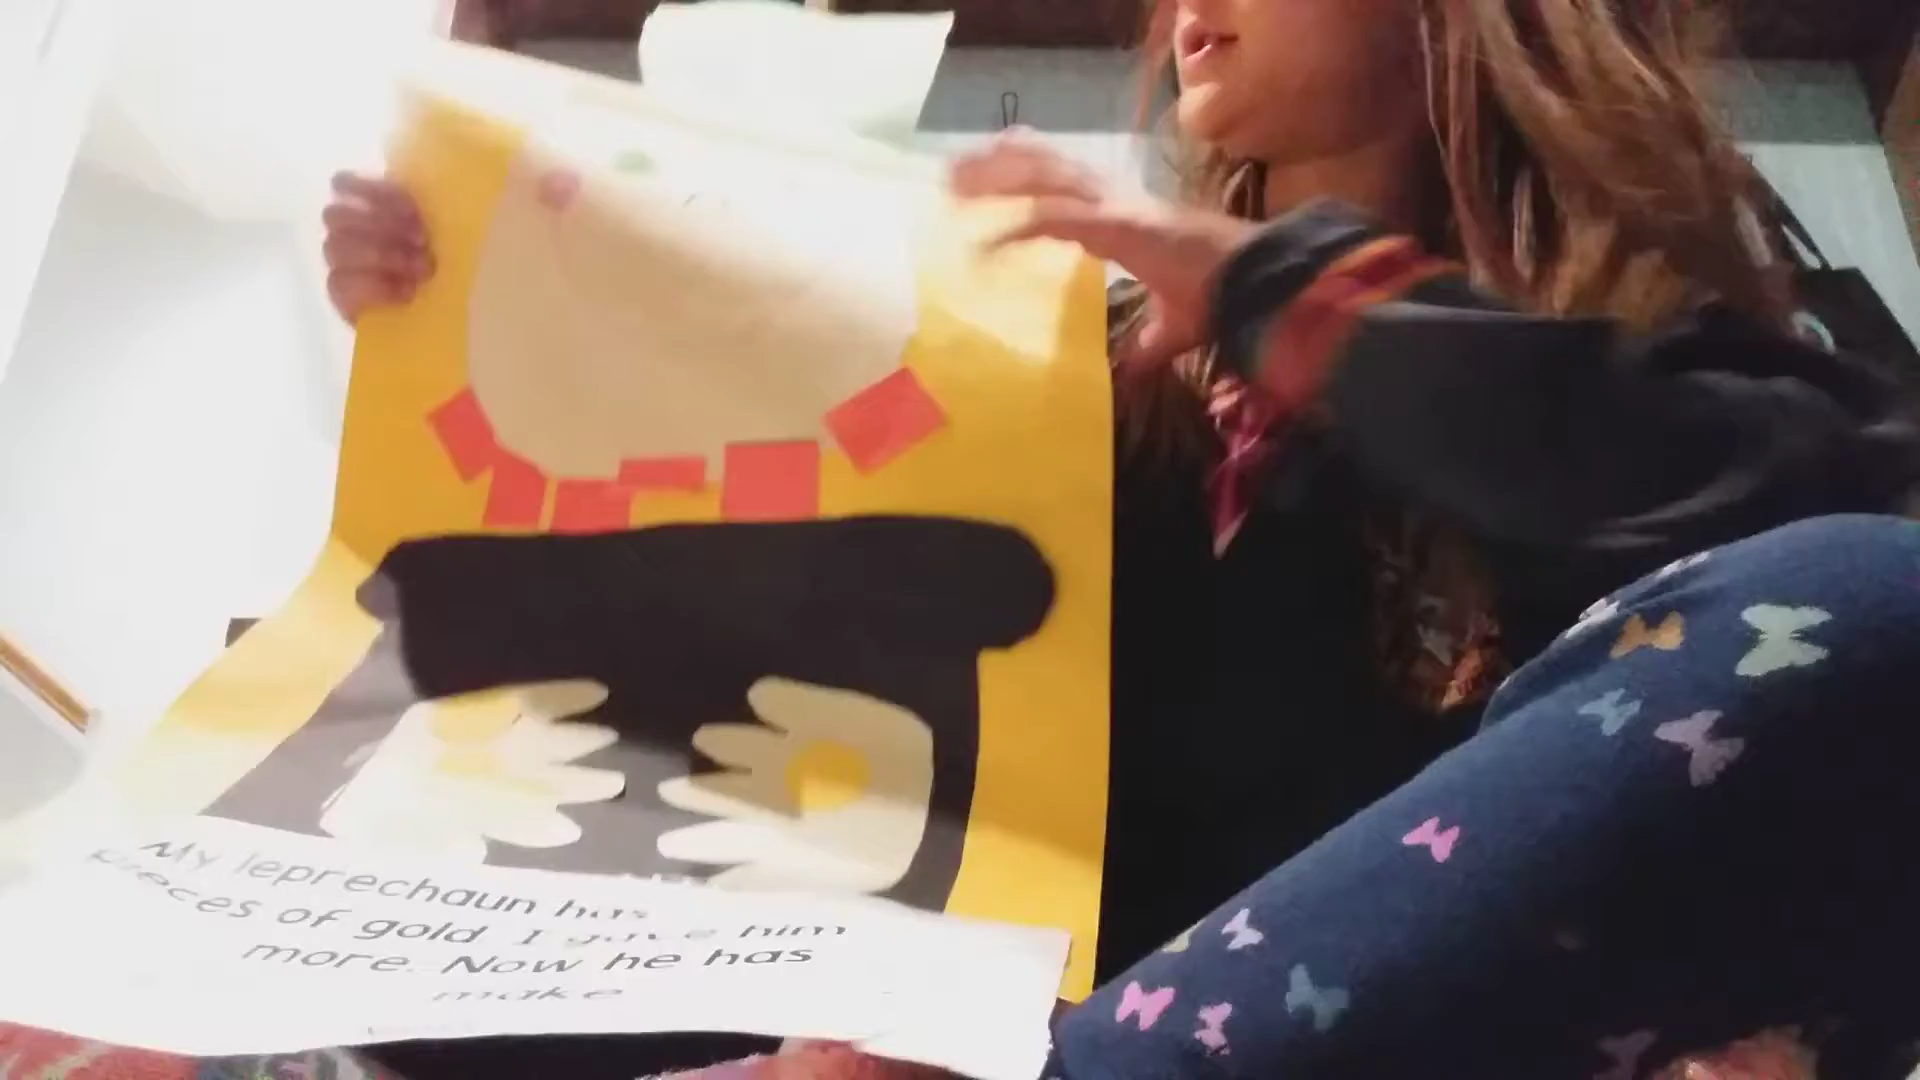 My leprechaun has
pieces of gold. I gave him
more. Now he has
make